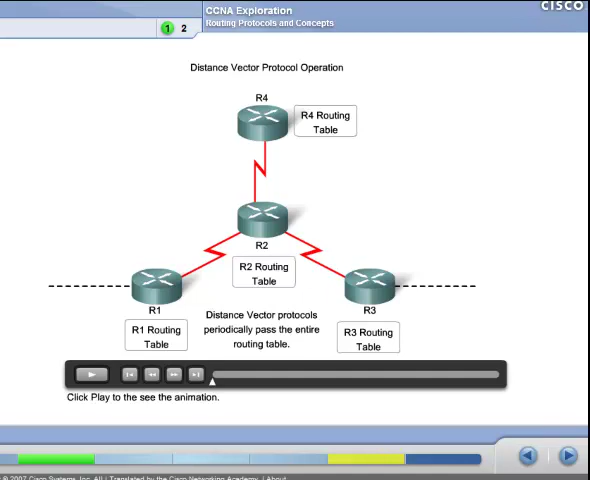 CISCO
CCNA Exploration
Routing Protocols and Concepts
1 2
Distance Vector Protocol Operation
R4
R4 Routing
Table
R2
R2 Routing
Table
R1
R3
R1 Routing
Table
Distance Vector protocols
periodically pass the entire
routing table.
R3 Routing
Table
Click Play to the see the animation.
© 2007 Cisco Systems, Inc. All | Translated by the Cisco Networking Academy. | About